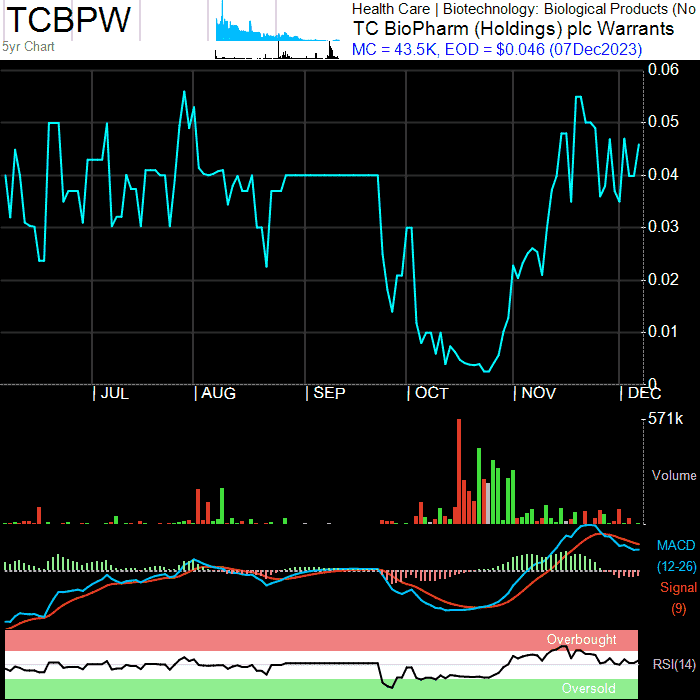 TCBPW
5yr Chart
Health Care | Biotechnology: Biological Products (No
TC BioPharm (Holdings) plc Warrants
MC = 43.5K, EOD = $0.046 (07Dec2023)
0.06
0.05
0.04
0.03
0.02
0.01
0
JUL AUG SEP OCT NOV DEC
571k
Volume
MACD
(12-26)
Signal
(9)
Overbought
RSI(14)
Oversold